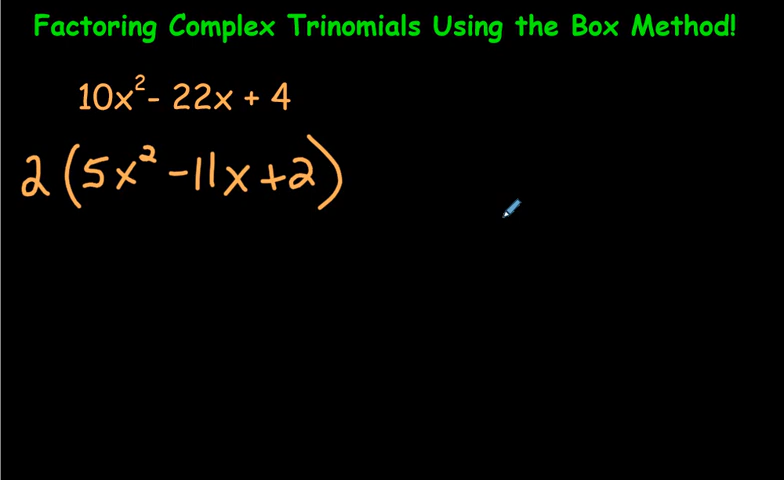 Factoring Complex Trinomials Using the Box Method!
10x² - 22x + 4
2 (5x² - 11x + 2)